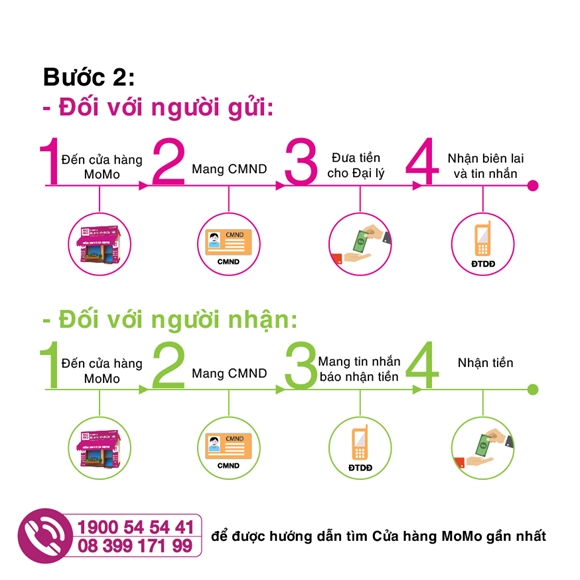 Bước 2:
- Đối với người gửi:
1 Đến cửa hàng
MoMo
2 Mang CMND
3 Đưa tiền
cho Đại lý
4 Nhận biên lai
và tin nhắn
CMND
CMND
ĐTDĐ
- Đối với người nhận:
1 Đến cửa hàng
MoMo
2 Mang CMND
3 Mang tin nhắn
báo nhận tiền
4 Nhận tiền
CMND
CMND
ĐTDĐ
1900 54 54 41
08 399 171 99
để được hướng dẫn tìm Cửa hàng MoMo gần nhất